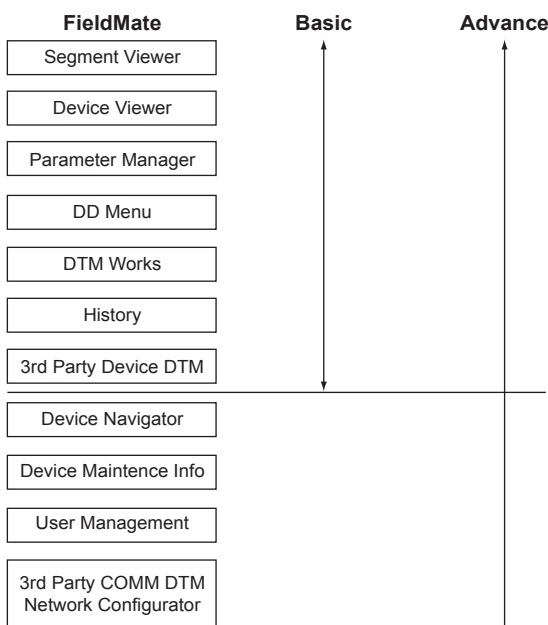 FieldMate Basic Advance
Segment Viewer
Device Viewer
Parameter Manager
DD Menu
DTM Works
History
3rd Party Device DTM
Device Navigator
Device Maintence Info
User Management
3rd Party COMM DTM
Network Configurator